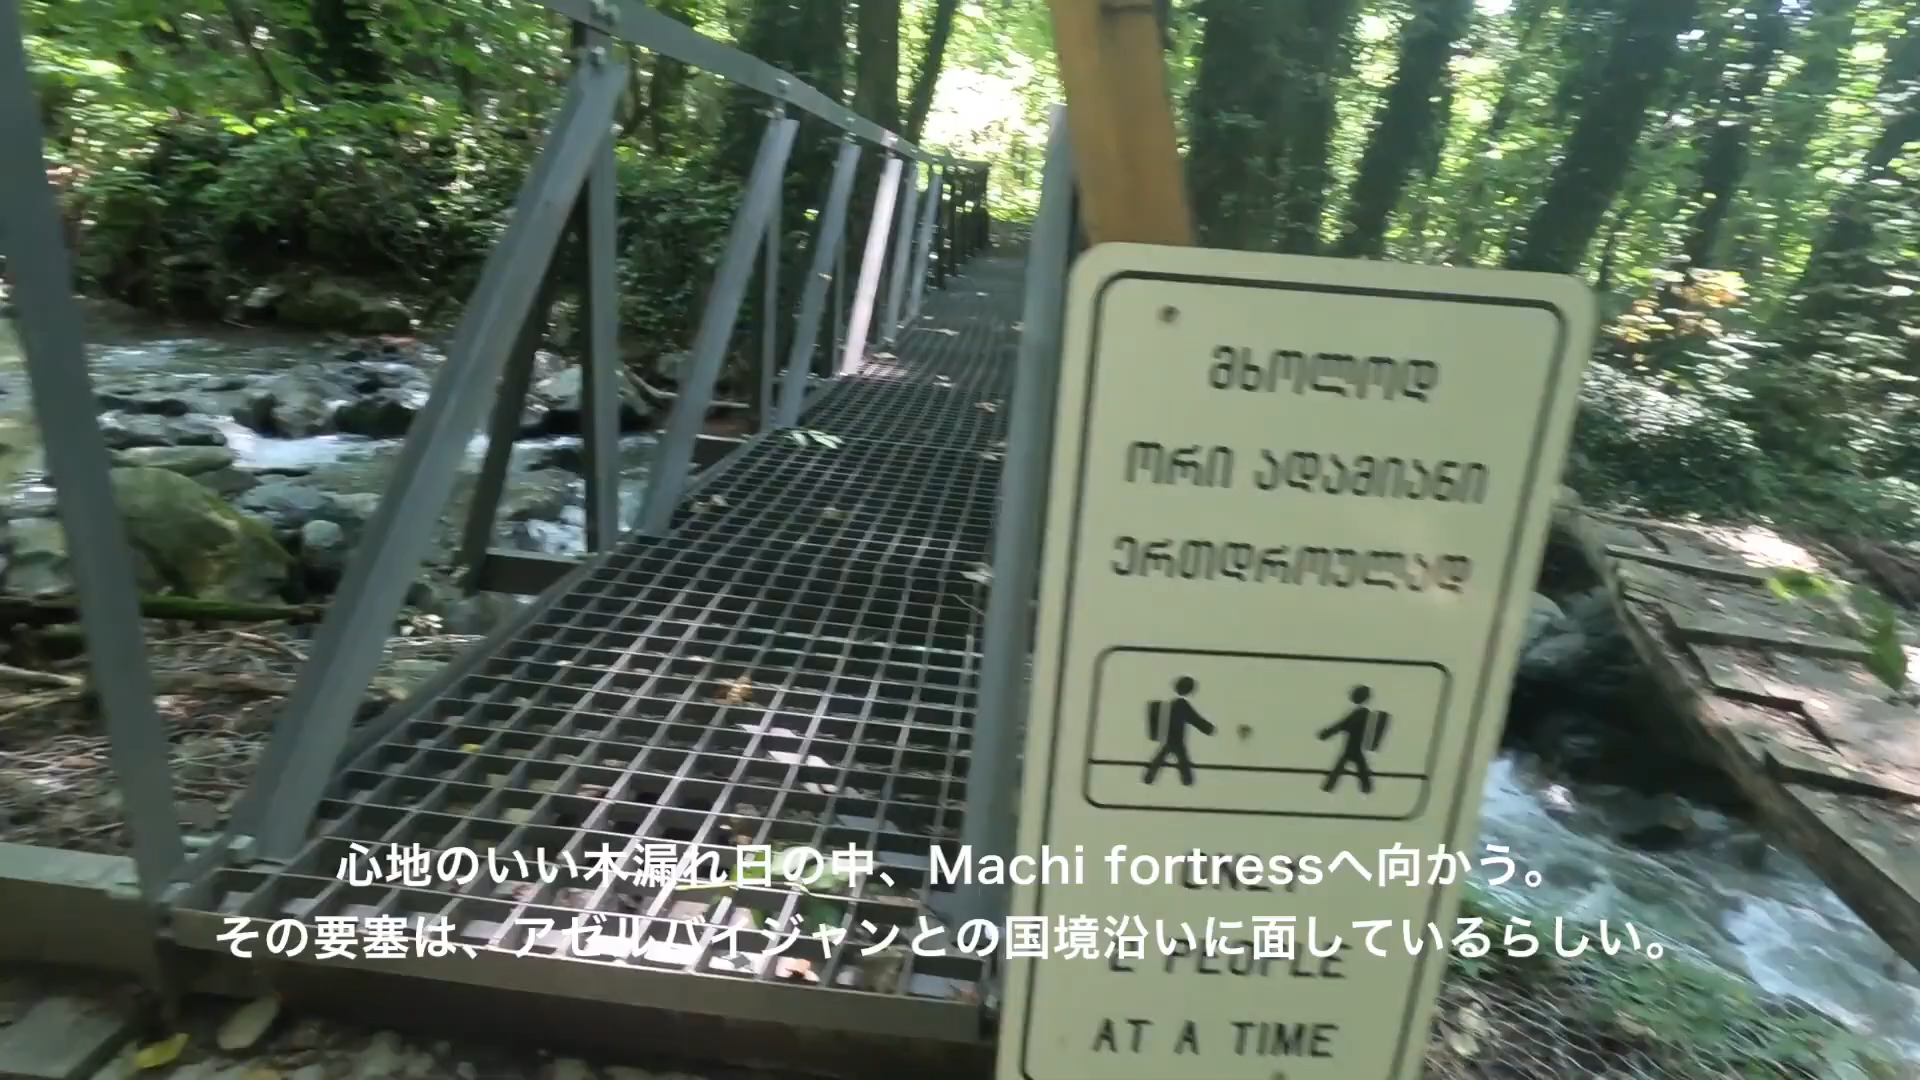 მხოლოდ
ორი ადამიანი
ერთდროულად
ONLY
2 PEOPLE
AT A TIME
心地のいい木漏れ日の中、Machi fortressへ向かう。
その要塞は、アゼルバイジャンとの国境沿いに面しているらしい。